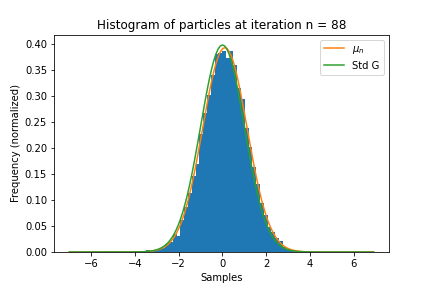 Histogram of particles at iteration n = 88
Frequency (normalized)
0.40
0.35
0.30
0.25
0.20
0.15
0.10
0.05
0.00
μn
Std G
−6 −4 −2 0 2 4 6
Samples